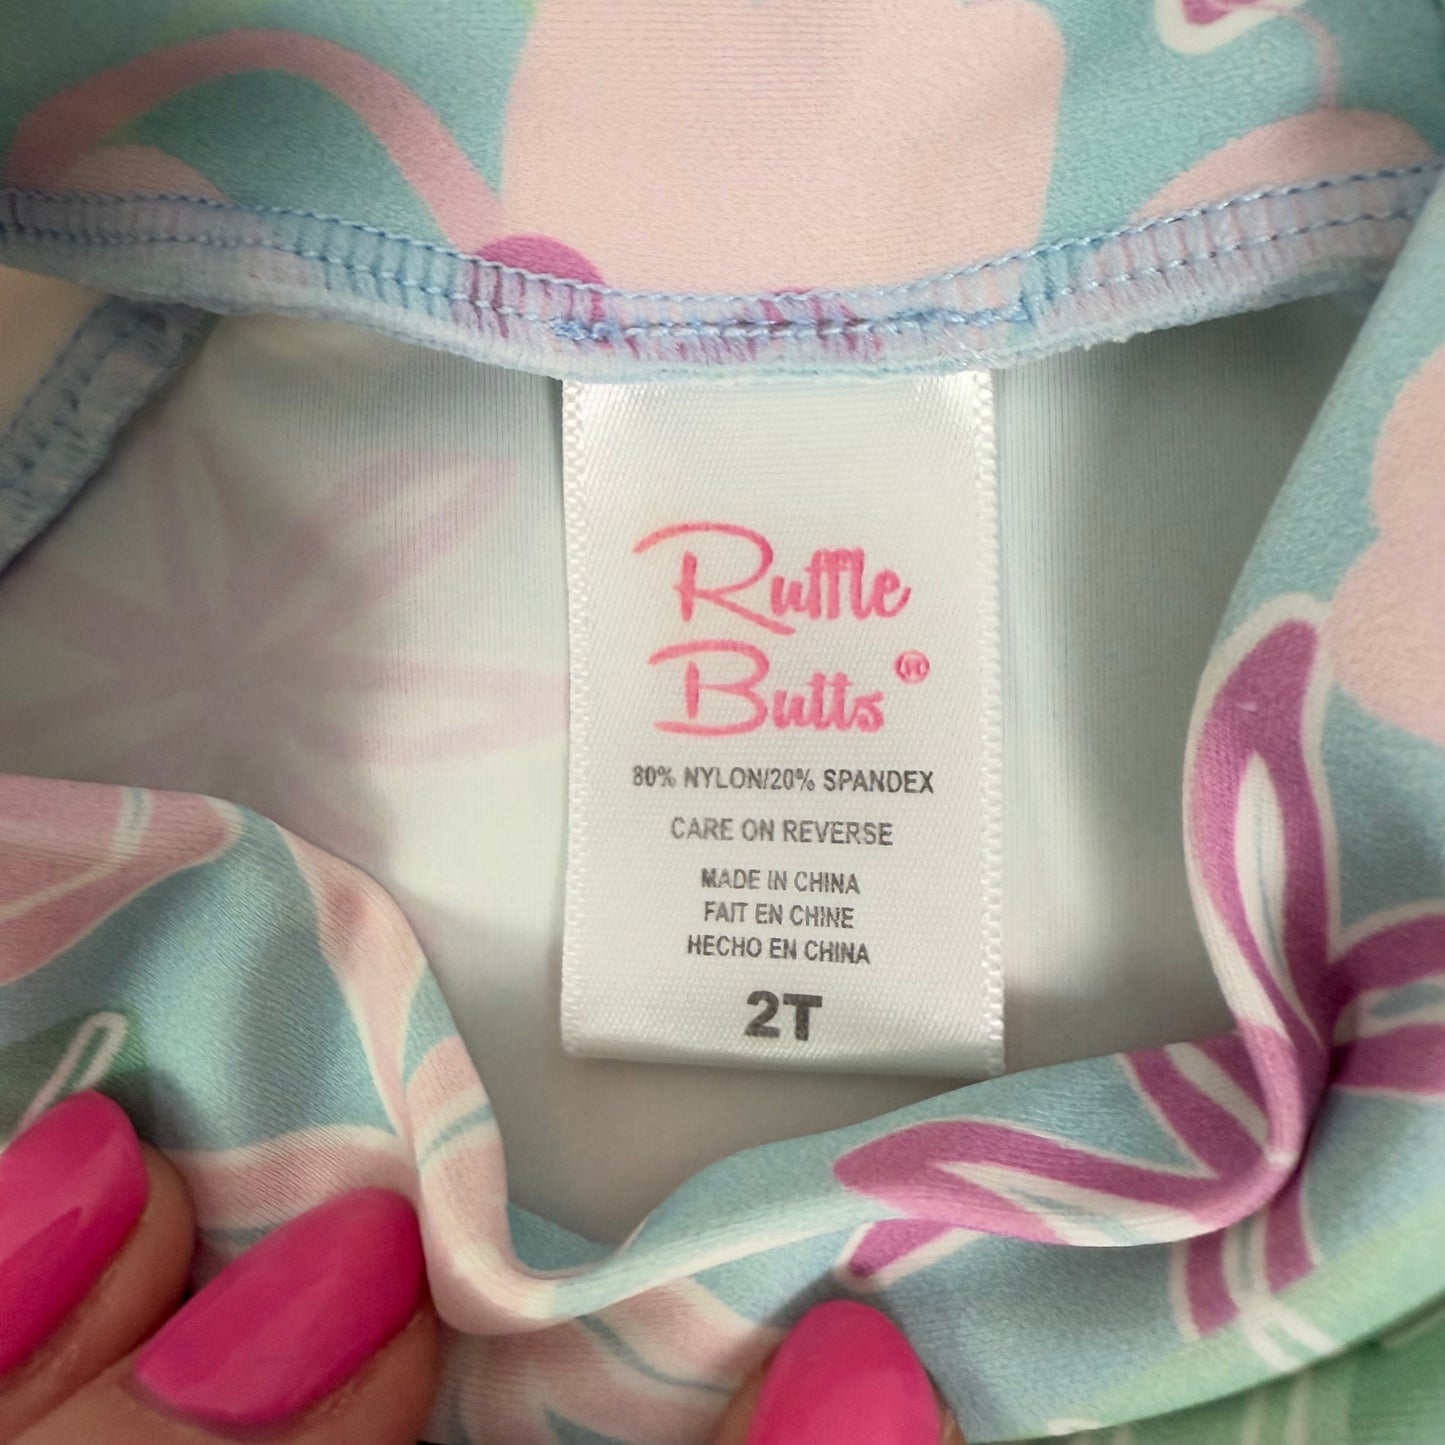 Ruffle
Butts®
80% NYLON/20% SPANDEX
CARE ON REVERSE
MADE IN CHINA
FAIT EN CHINE
HECHO EN CHINA
2T